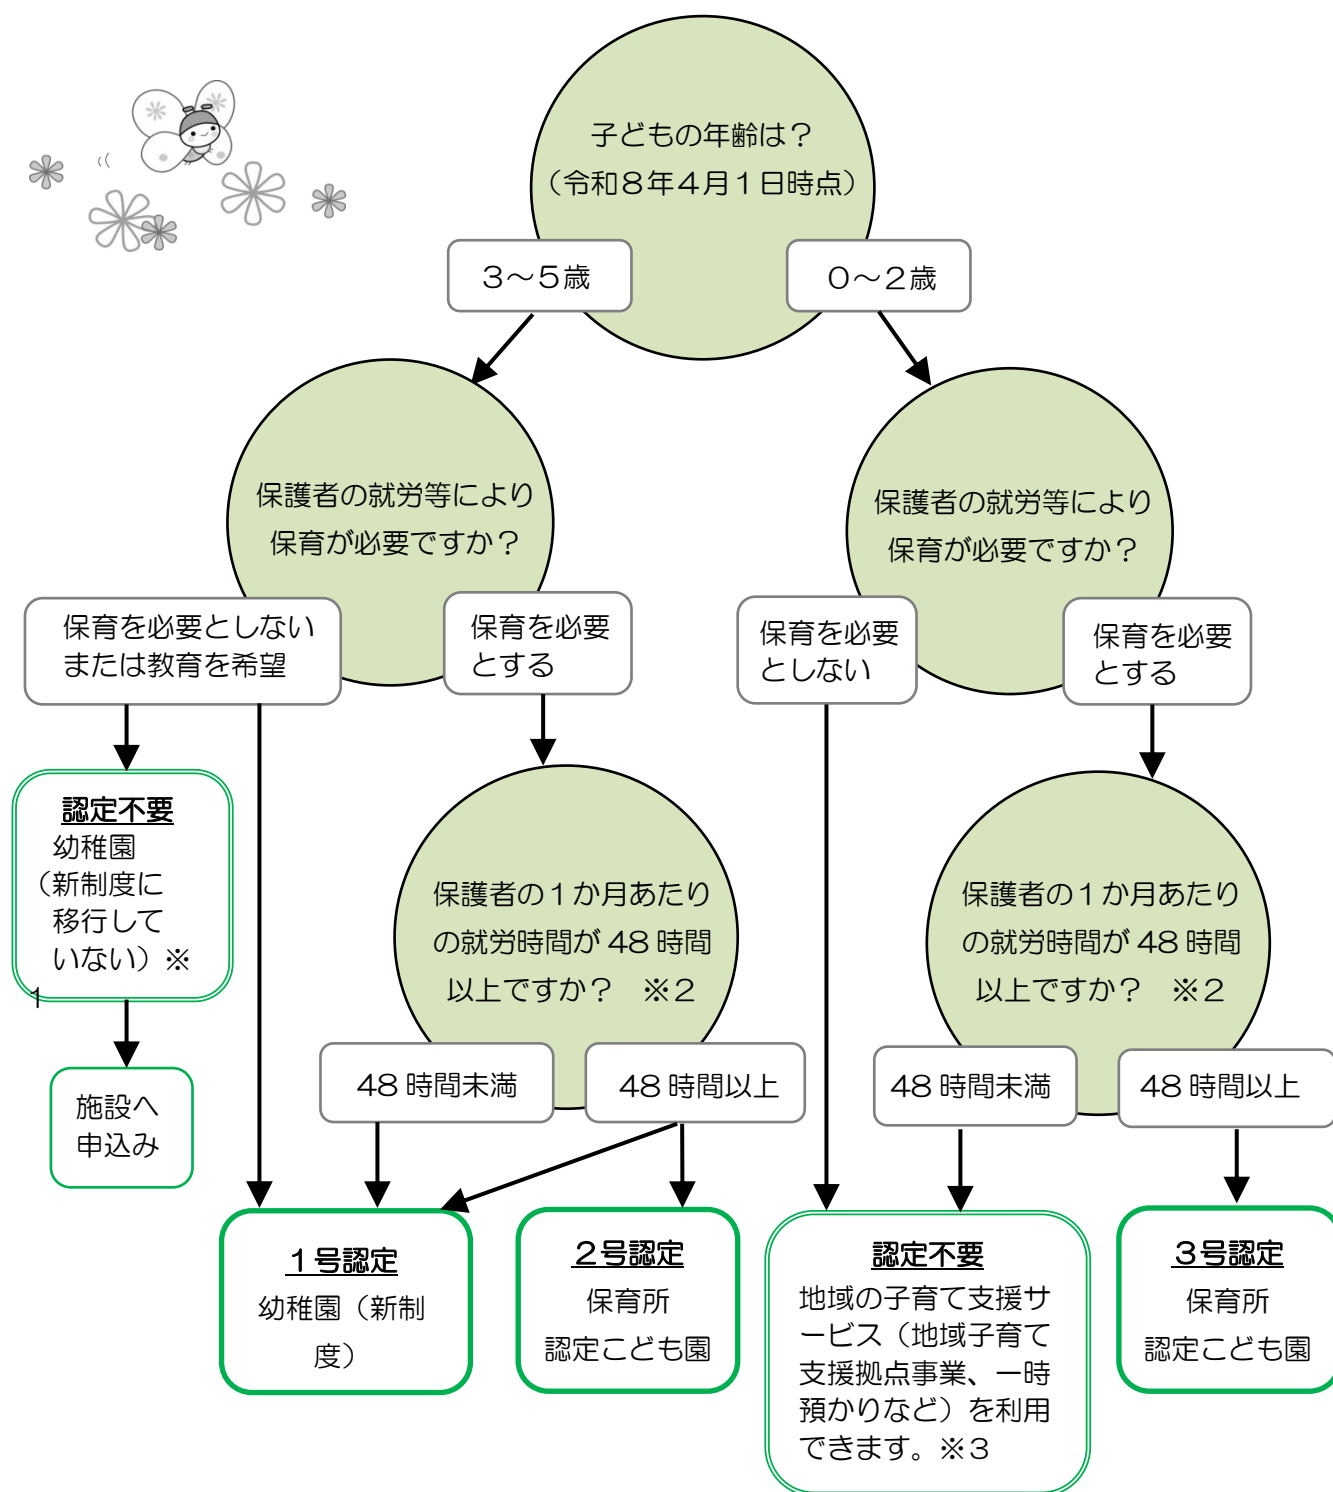 子どもの年齢は？
（令和８年４月１日時点）
３～５歳
０～２歳
保護者の就労等により
保育が必要ですか？
保護者の就労等により
保育が必要ですか？
保育を必要としない
または教育を希望
保育を必要
とする
保育を必要
としない
保育を必要
とする
認定不要
幼稚園
（新制度に
移行して
いない）※
１
保護者の１か月あたり
の就労時間が 48 時間
以上ですか？　※２
保護者の１か月あたり
の就労時間が 48 時間
以上ですか？　※２
48 時間未満
48 時間以上
48 時間未満
48 時間以上
施設へ
申込み
１号認定
幼稚園（新制
度）
２号認定
保育所
認定こども園
認定不要
地域の子育て支援サ
ービス（地域子育て
支援拠点事業、一時
預かりなど）を利用
できます。※３
３号認定
保育所
認定こども園